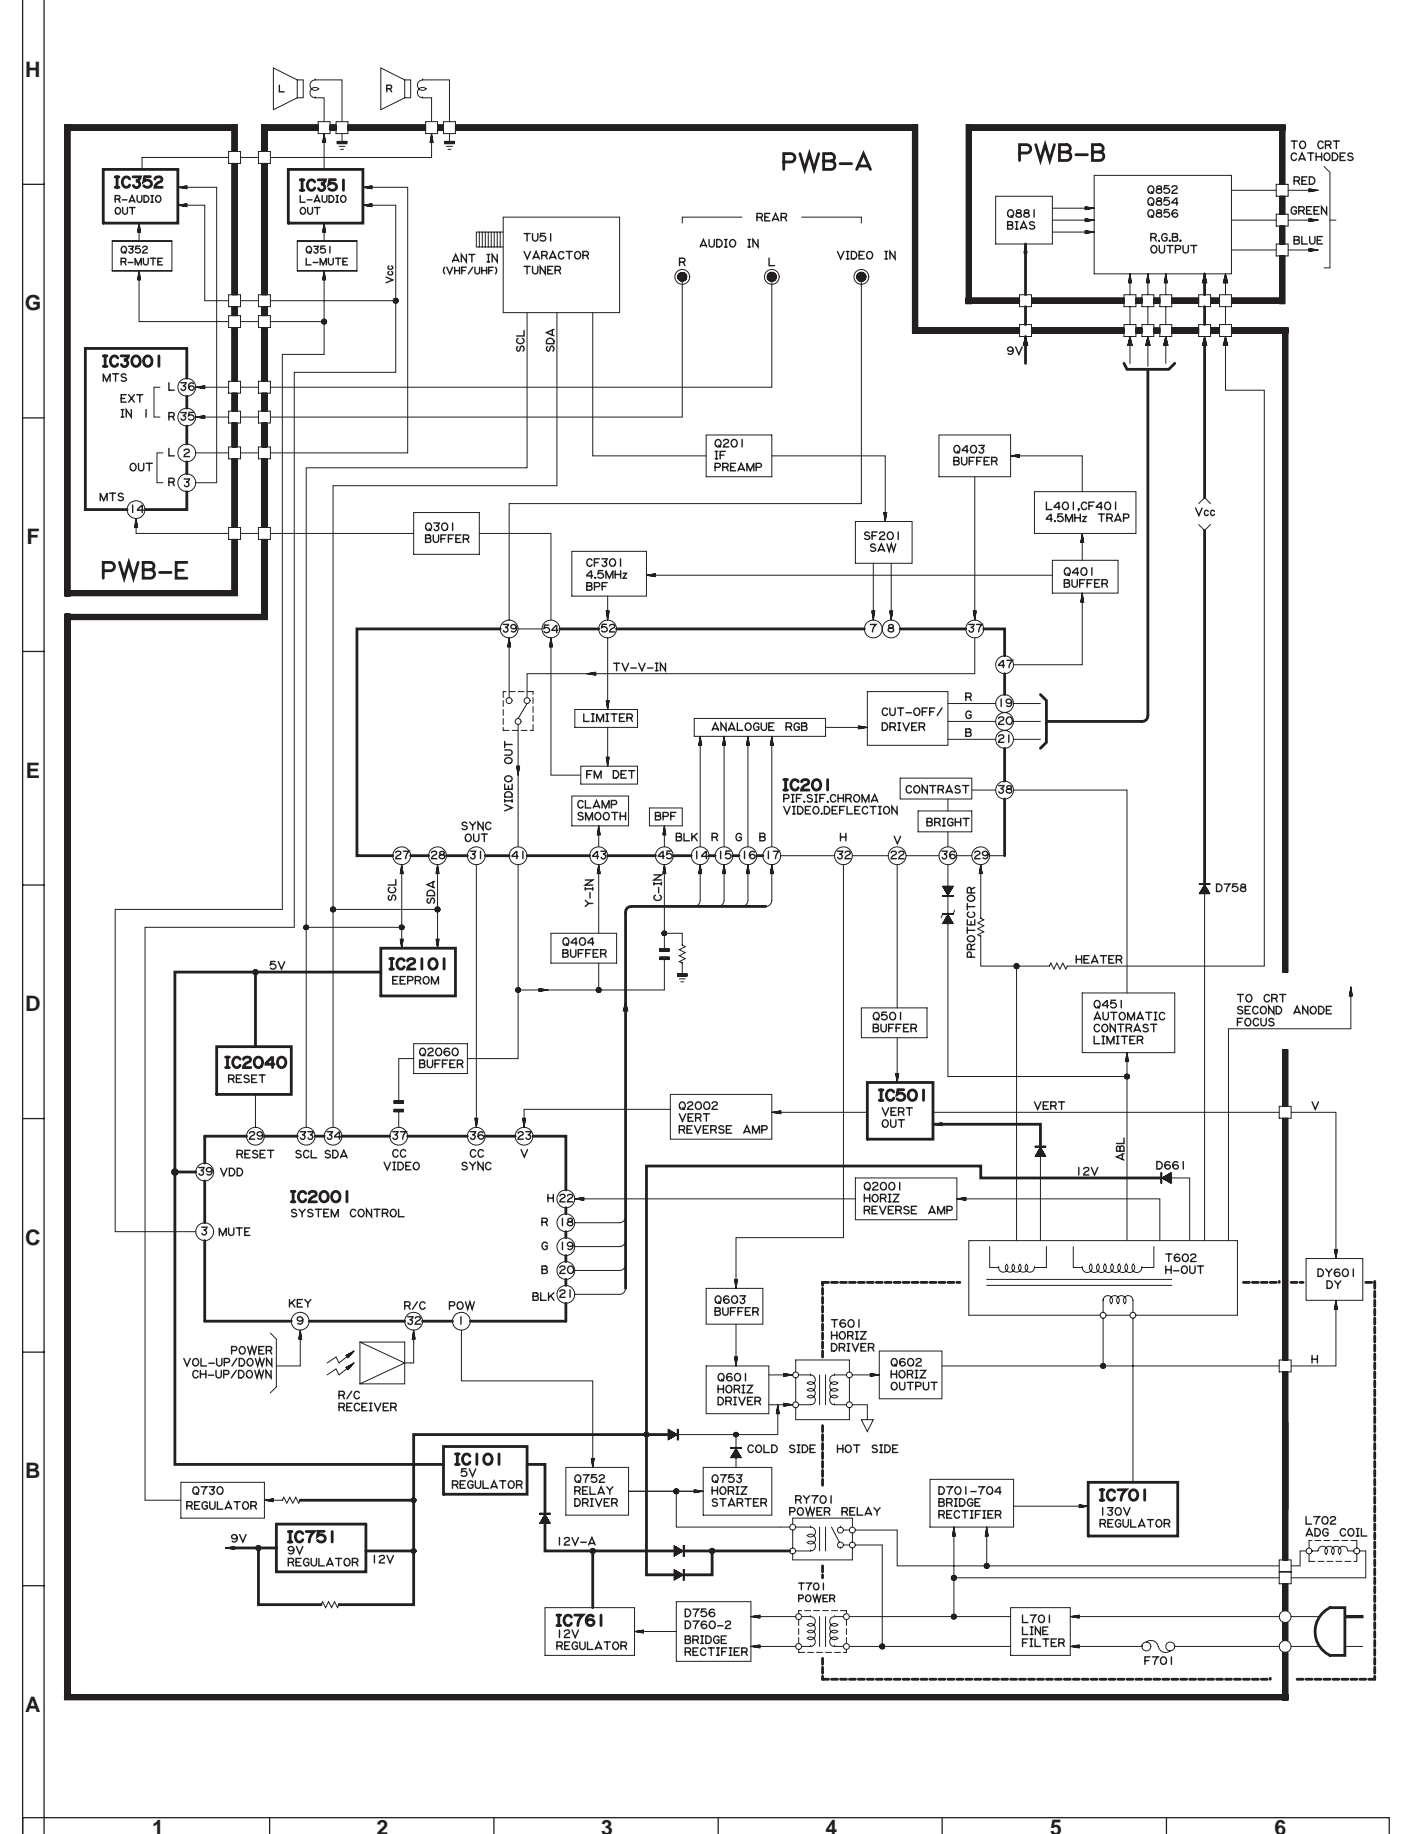 H
L
R
PWB-A
PWB-B
TO CRT
CATHODES
RED
GREEN
BLUE
IC352
R-AUDIO
OUT
IC351
L-AUDIO
OUT
Q352
R-MUTE
Q351
L-MUTE
Vcc
ANT IN
(VHF/UHF)
TU51
VARACTOR
TUNER
SCL
SDA
REAR
AUDIO IN
R
L
VIDEO IN
Q881
BIAS
Q852
Q854
Q856
R.G.B.
OUTPUT
9V
G
IC3001
MTS
EXT
IN 1
L 36
R 35
OUT
L 2
R 3
MTS
14
PWB-E
Q201
IF
PREAMP
Q403
BUFFER
L401,CF401
4.5MHz TRAP
Vcc
F
Q301
BUFFER
SF201
SAW
CF301
4.5MHz
BPF
Q401
BUFFER
39
54
52
7
8
37
47
TV-V-IN
LIMITER
ANALOGUE RGB
CUT-OFF/
DRIVER
R 19
G 20
B 21
E
VIDEO OUT
FM DET
IC201
PIF.SIF.CHROMA
VIDEO.DEFLECTION
CONTRAST
38
CLAMP
SMOOTH
BPF
BRIGHT
SYNC
OUT
BLK
R
G
B
H
V
27
28
31
41
43
45
14
15
16
17
32
22
36
29
SCL
SDA
Y-IN
C-IN
PROTECTOR
D758
Q404
BUFFER
IC2101
EEPROM
5V
HEATER
D
Q501
BUFFER
Q451
AUTOMATIC
CONTRAST
LIMITER
TO CRT
SECOND ANODE
FOCUS
IC2040
RESET
Q2060
BUFFER
IC501
VERT
OUT
Q2002
VERT
REVERSE AMP
VERT
V
29
33
34
37
36
23
RESET
SCL
SDA
CC
VIDEO
CC
SYNC
V
39
VDD
ABL
12V
D661
IC2001
SYSTEM CONTROL
H 22
Q2001
HORIZ
REVERSE AMP
C
3
MUTE
R 18
G 19
B 20
BLK 21
T602
H-OUT
DY601
DY
KEY
9
R/C
32
POW
1
Q603
BUFFER
T601
HORIZ
DRIVER
POWER
VOL-UP/DOWN
CH-UP/DOWN
R/C
RECEIVER
Q601
HORIZ
DRIVER
Q602
HORIZ
OUTPUT
H
COLD SIDE
HOT SIDE
B
IC101
5V
REGULATOR
Q730
REGULATOR
Q752
RELAY
DRIVER
Q753
HORIZ
STARTER
RY701
POWER RELAY
D701-704
BRIDGE
RECTIFIER
IC701
130V
REGULATOR
L702
ADG COIL
9V
IC751
9V
REGULATOR
12V
12V-A
T701
POWER
IC761
12V
REGULATOR
D756
D760-2
BRIDGE
RECTIFIER
L701
LINE
FILTER
F701
A
1
2
3
4
5
6